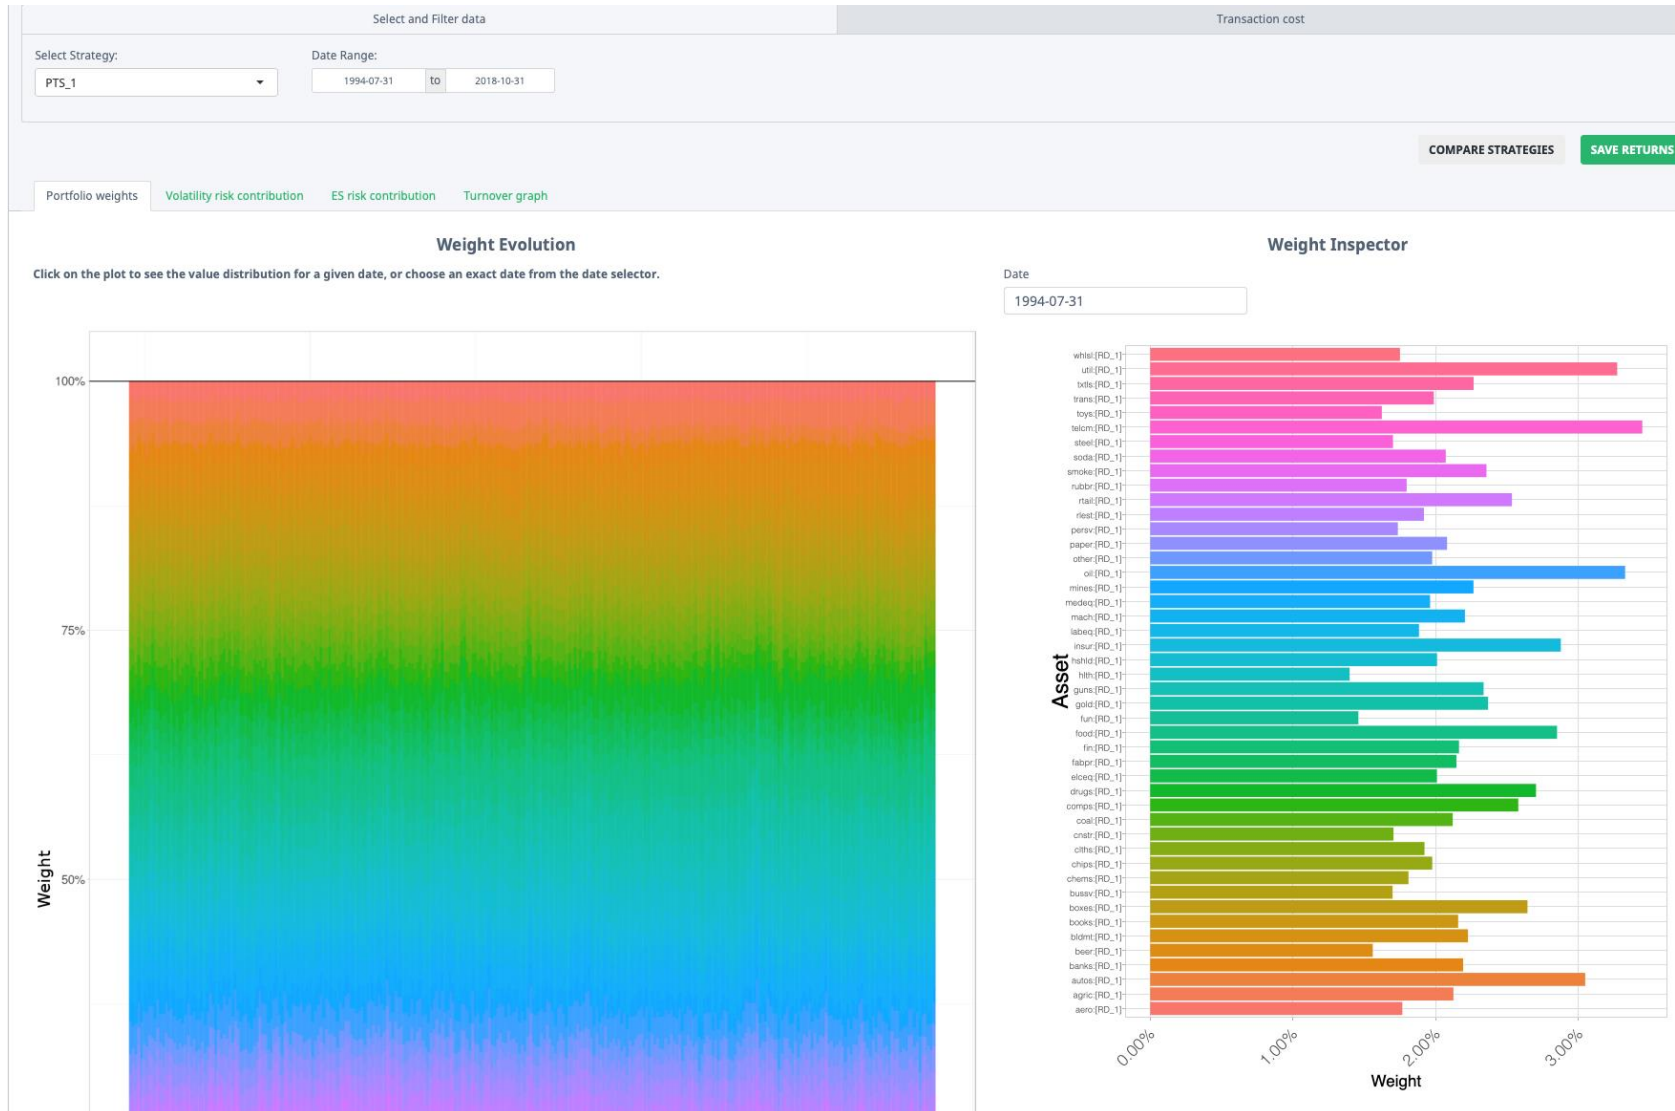 Select and Filter data
Transaction cost
Select Strategy:
Date Range:
PTS_1
1994-07-31 to 2018-10-31
COMPARE STRATEGIES
SAVE RETURNS
Portfolio weights
Volatility risk contribution
ES risk contribution
Turnover graph
Weight Evolution
Click on the plot to see the value distribution for a given date, or choose an exact date from the date selector.
100%
75%
50%
Weight
Weight Inspector
Date
1994-07-31
whlsl:[RD_1]
util:[RD_1]
txtls:[RD_1]
trans:[RD_1]
toys:[RD_1]
telcm:[RD_1]
steel:[RD_1]
soda:[RD_1]
smoke:[RD_1]
rubbr:[RD_1]
rtail:[RD_1]
rlest:[RD_1]
persv:[RD_1]
paper:[RD_1]
other:[RD_1]
oil:[RD_1]
mines:[RD_1]
medeq:[RD_1]
mach:[RD_1]
labeq:[RD_1]
insur:[RD_1]
hshld:[RD_1]
hlth:[RD_1]
guns:[RD_1]
gold:[RD_1]
fun:[RD_1]
food:[RD_1]
fin:[RD_1]
fabpr:[RD_1]
elceq:[RD_1]
drugs:[RD_1]
comps:[RD_1]
coal:[RD_1]
cnstr:[RD_1]
clths:[RD_1]
chips:[RD_1]
chems:[RD_1]
bussv:[RD_1]
boxes:[RD_1]
books:[RD_1]
bldmt:[RD_1]
beer:[RD_1]
banks:[RD_1]
autos:[RD_1]
agric:[RD_1]
aero:[RD_1]
Asset
0.00%
1.00%
2.00%
3.00%
Weight